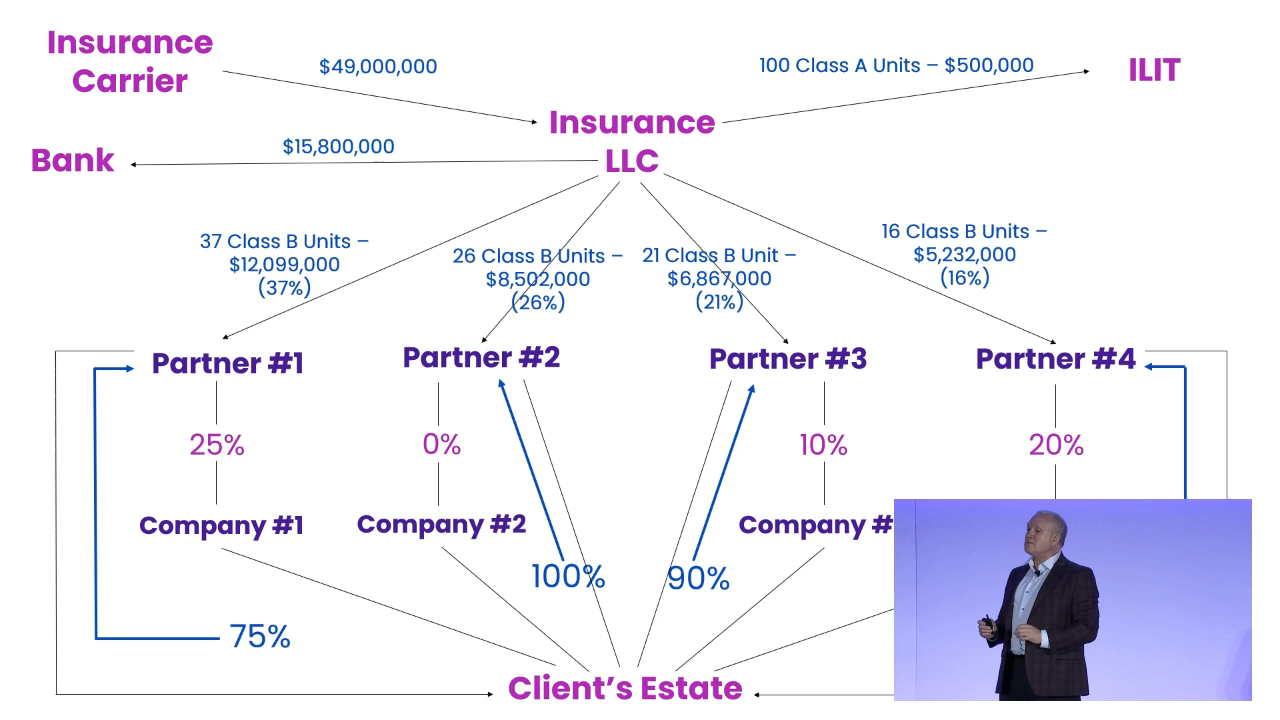 Insurance
Carrier
$49,000,000
100 Class A Units – $500,000
ILIT
Insurance
LLC
Bank
$15,800,000
37 Class B Units –
$12,099,000
(37%)
26 Class B Units –
$8,502,000
(26%)
21 Class B Unit –
$6,867,000
(21%)
16 Class B Units –
$5,232,000
(16%)
Partner #1
Partner #2
Partner #3
Partner #4
25%
0%
10%
20%
Company #1
Company #2
Company #
100%
90%
75%
Client's Estate